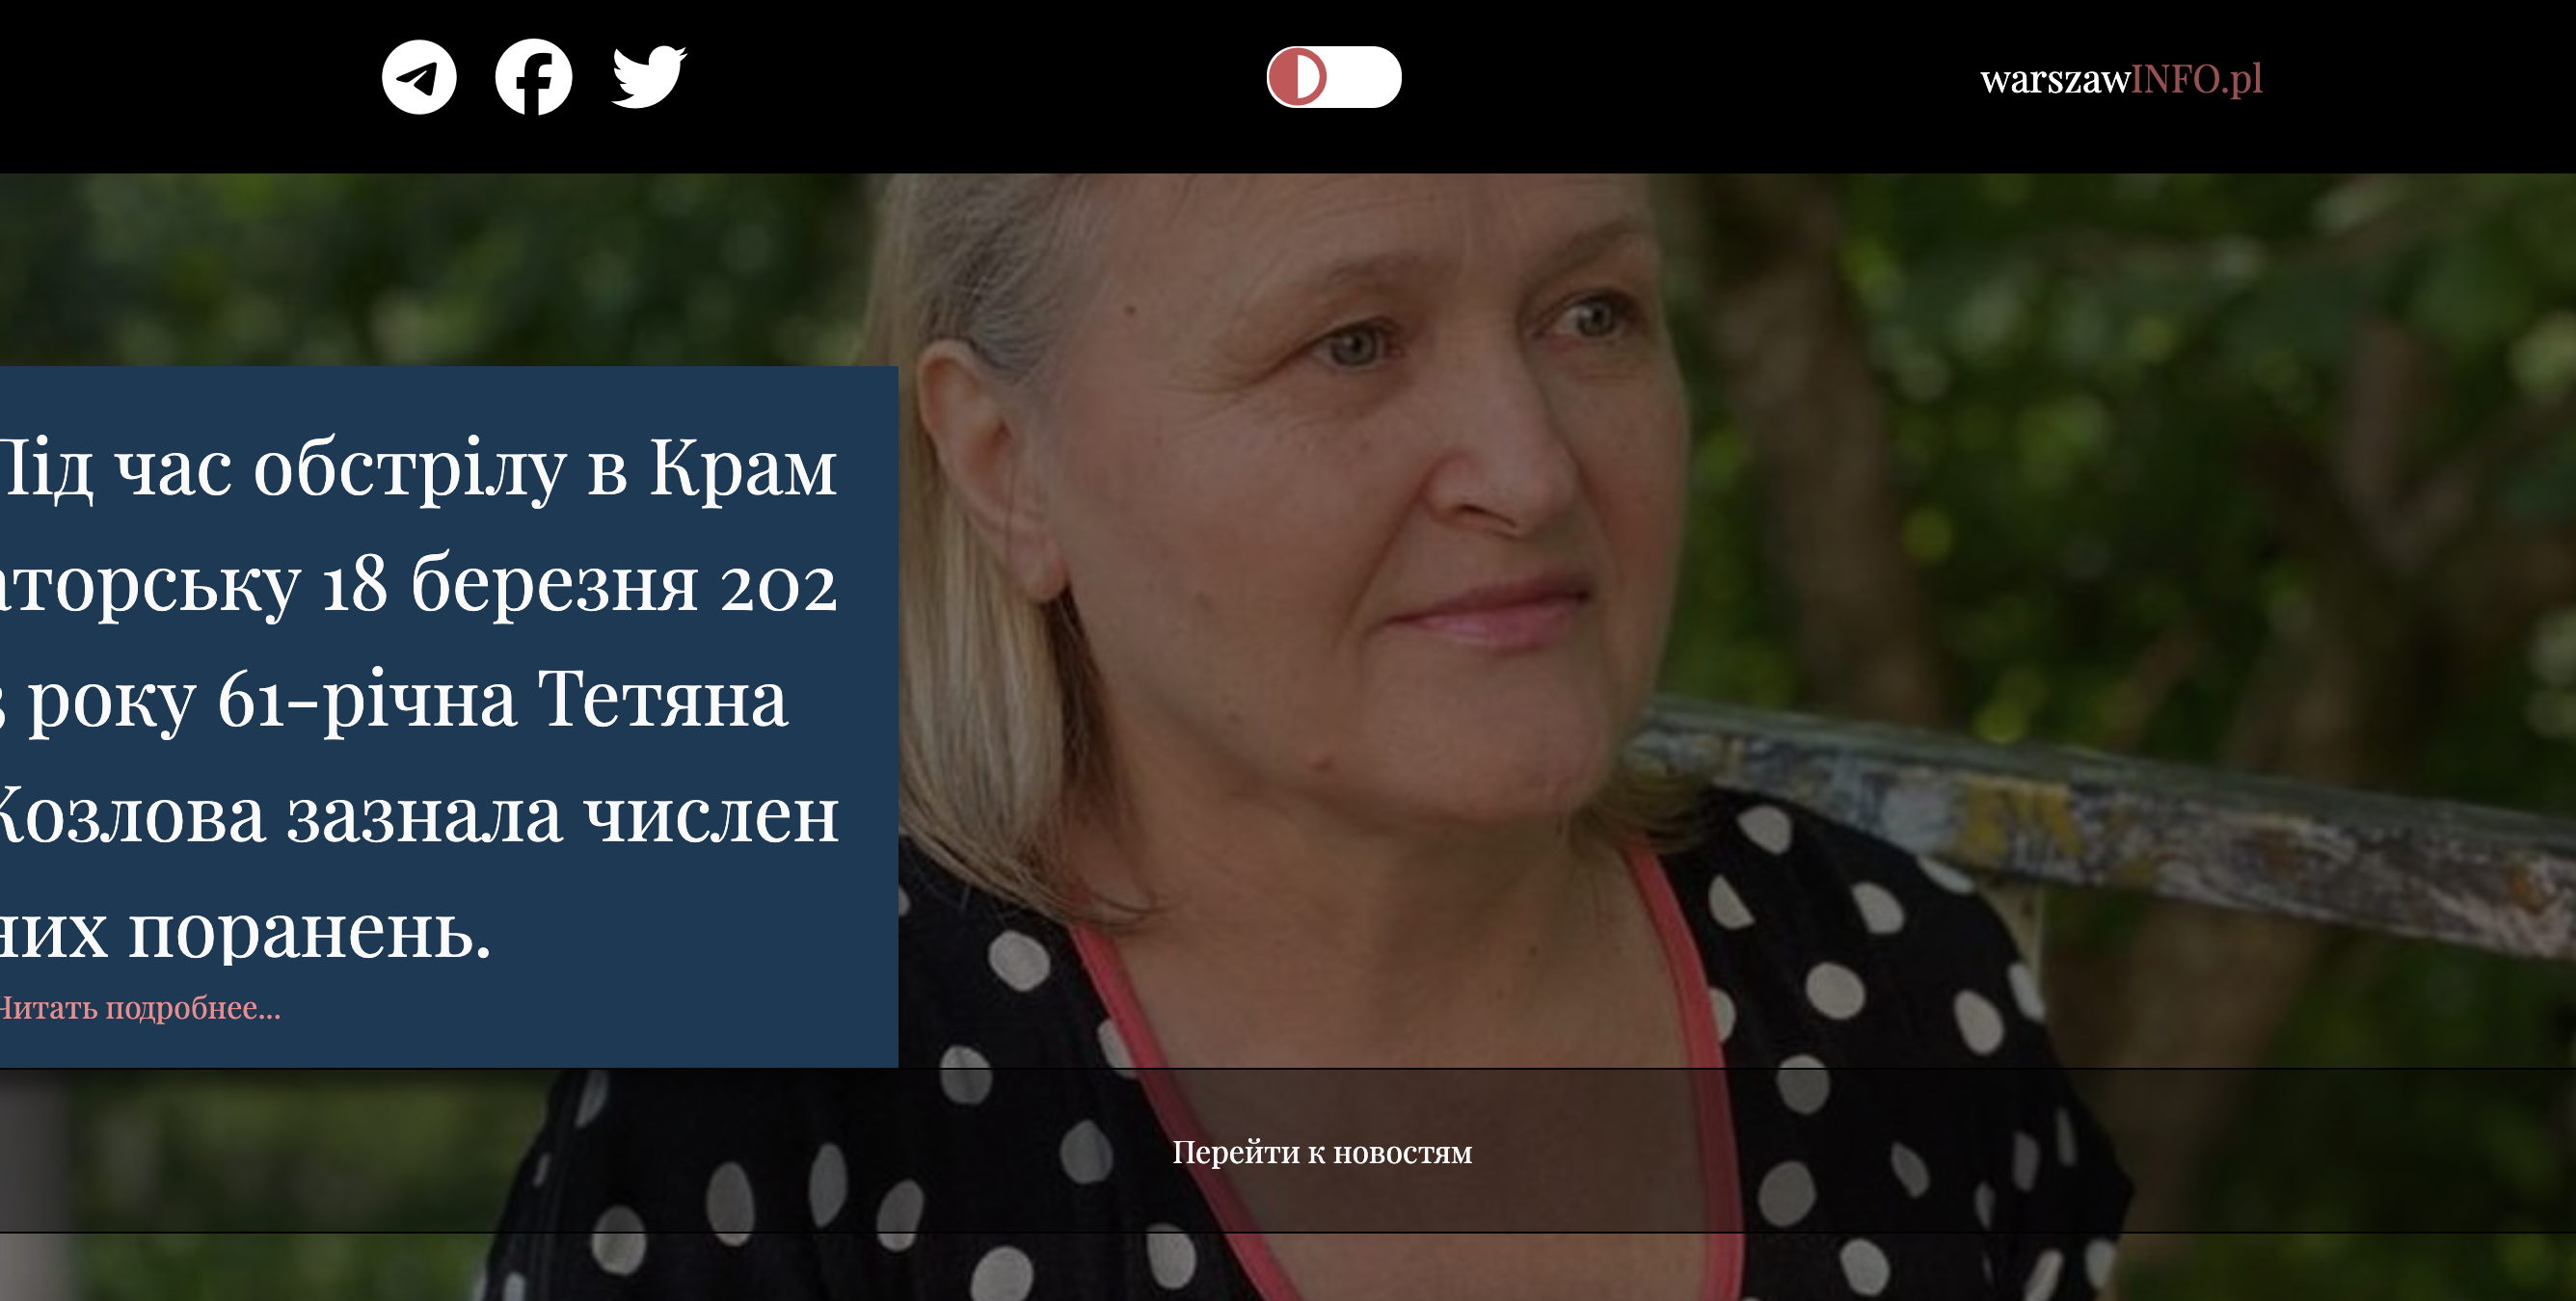 warszawINFO.pl
Під час обстрілу в Крам
аторську 18 березня 202
3 року 61-річна Тетяна
Козлова зазнала числен
них поранень.
Читать подробнее...
Перейти к новостям